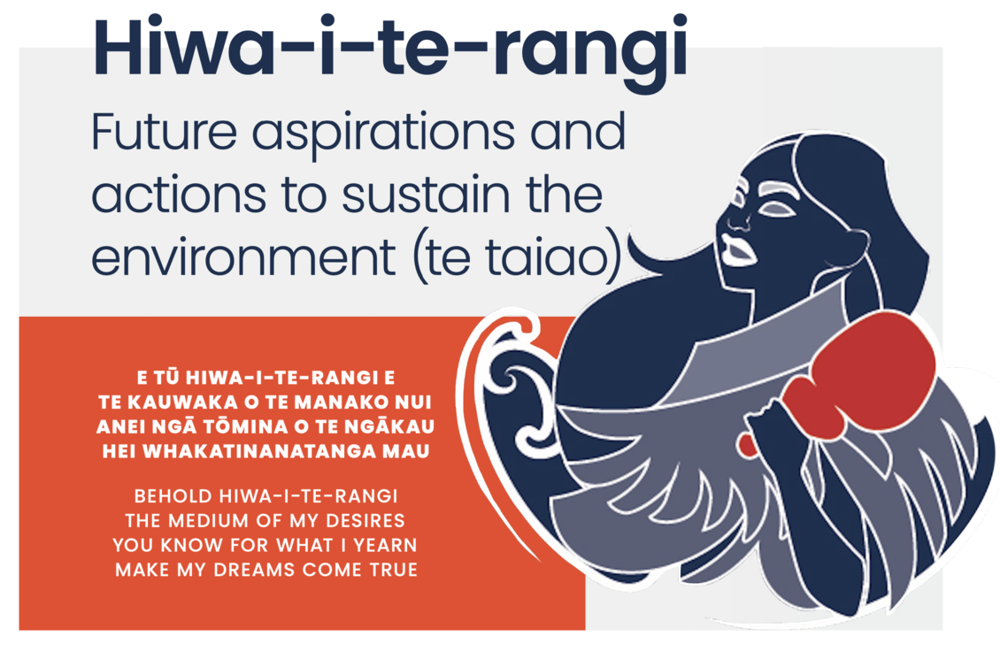 Hiwa-i-te-rangi
Future aspirations and
actions to sustain the
environment (te taiao)
E TŪ HIWA-I-TE-RANGI E
TE KAUWAKA O TE MANAKO NUI
ANEI NGĀ TŌMINA O TE NGĀKAU
HEI WHAKATINANATANGA MAU
BEHOLD HIWA-I-TE-RANGI
THE MEDIUM OF MY DESIRES
YOU KNOW FOR WHAT I YEARN
MAKE MY DREAMS COME TRUE